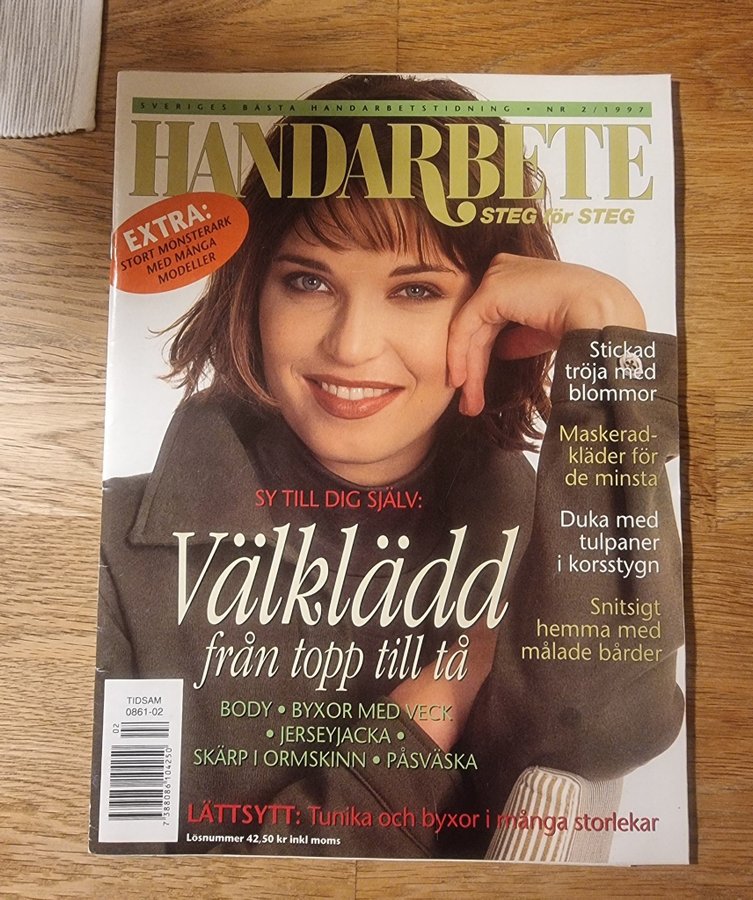 SVERIGES BÄSTA HANDARBETSTIDNING • NR 2/1997
HANDARBETE
STEG för STEG
EXTRA:
STORT MÖNSTERARK
MED MÅNGA
MODELLER
Stickad
tröja med
blommor
Maskerad-
kläder för
de minsta
Duka med
tulpaner
i korsstygn
Snitsigt
hemma med
målade bårder
SY TILL DIG SJÄLV:
Välklädd
från topp till tå
BODY • BYXOR MED VECK
• JERSEYJACKA •
SKÄRP I ORMSKINN • PÅSVÄSKA
TIDSAM
0861-02
02
7 388086 104250
LÄTTSYTT: Tunika och byxor i många storlekar
Lösnummer 42,50 kr inkl moms